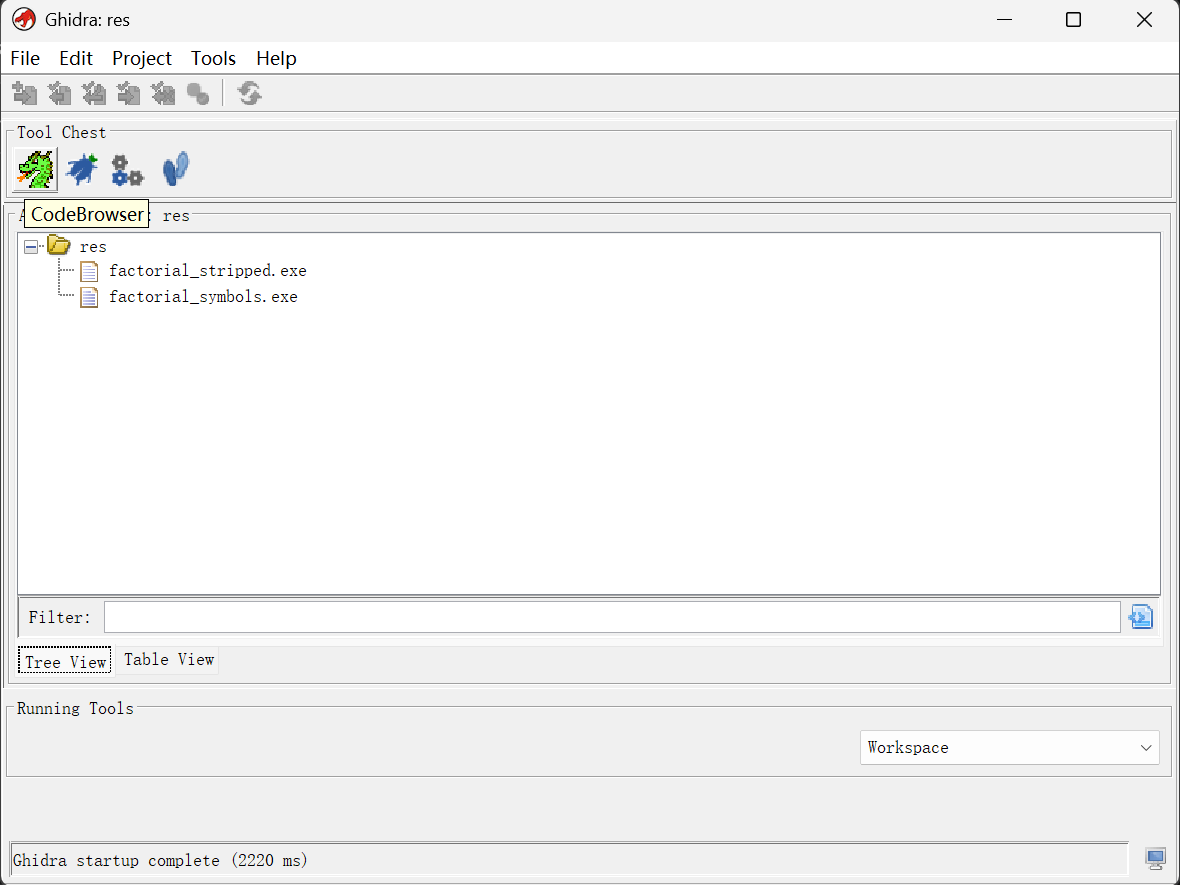 Ghidra: res
File Edit Project Tools Help
Tool Chest
CodeBrowser
: res
res
factorial_stripped.exe
factorial_symbols.exe
Filter:
Tree View Table View
Running Tools
Workspace
Ghidra startup complete (2220 ms)